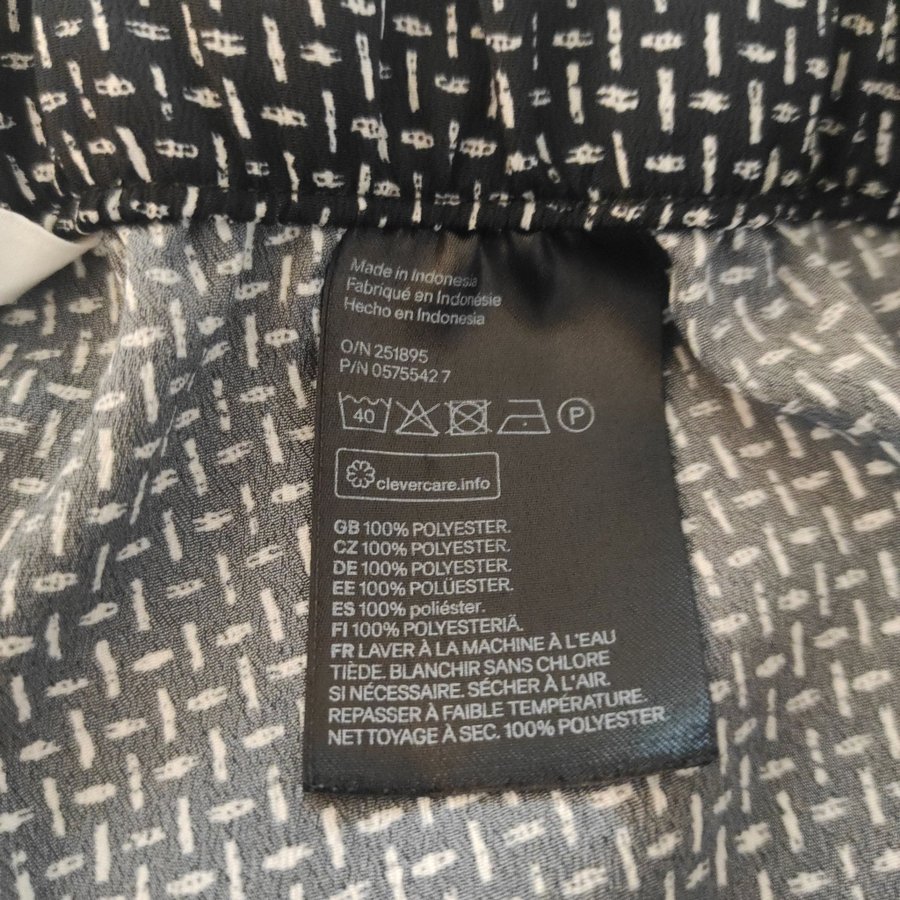 Made in Indonesia
Fabriqué en Indonésie
Hecho en Indonesia
O/N 251895
P/N 0575542 7
40 P
clevercare.info
GB 100% POLYESTER.
CZ 100% POLYESTER.
DE 100% POLYESTER.
EE 100% POLÜESTER.
ES 100% poliéster.
FI 100% POLYESTERIÄ.
FR LAVER À LA MACHINE À L'EAU
TIÈDE. BLANCHIR SANS CHLORE
SI NÉCESSAIRE. SÉCHER À L'AIR.
REPASSER À FAIBLE TEMPÉRATURE.
NETTOYAGE À SEC. 100% POLYESTER